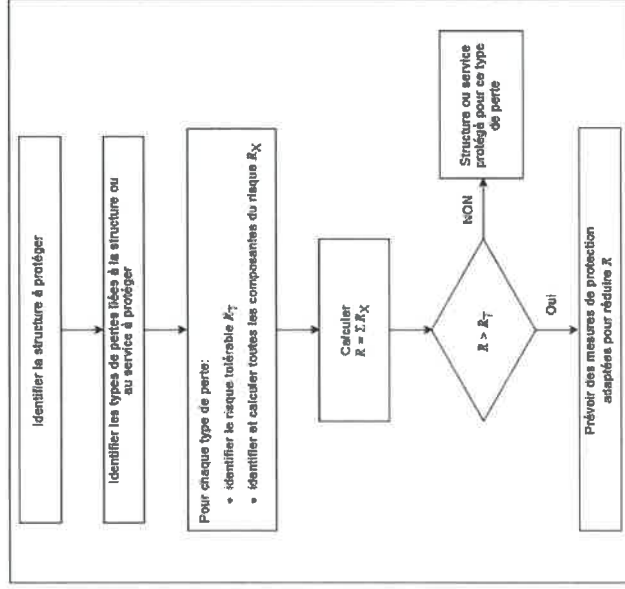 Identifier la structure à protéger
Identifier les types de pertes liées à la structure ou
au service à protéger
Pour chaque type de perte:
• identifier le risque tolérable R_T
• identifier et calculer toutes les composantes du risque R_X
Calculer
R = Σ R_X
R > R_T
NON
Structure ou service
protégé pour ce type
de perte
Oui
Prévoir des mesures de protection
adaptées pour réduire R